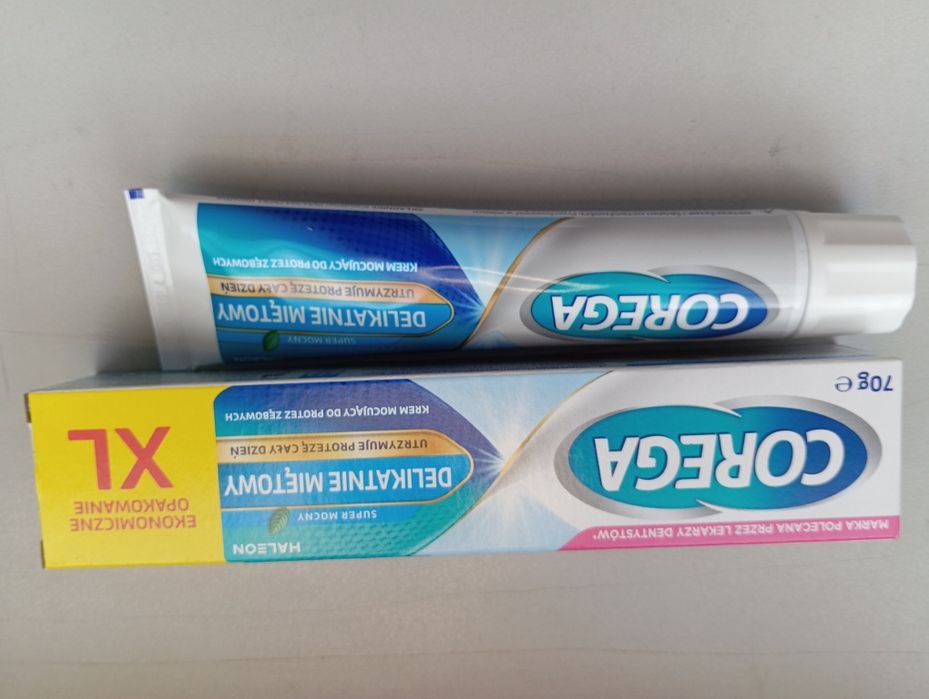 MARKA POLECANA PRZEZ LEKARZY DENTYSTÓW*
COREGA
70g e
HALEON
SUPER MOCNY
DELIKATNIE MIĘTOWY
UTRZYMUJE PROTEZĘ CAŁY DZIEŃ
KREM MOCUJĄCY DO PROTEZ ZĘBOWYCH
EKONOMICZNE
OPAKOWANIE
XL
COREGA
SUPER MOCNY
DELIKATNIE MIĘTOWY
UTRZYMUJE PROTEZĘ CAŁY DZIEŃ
KREM MOCUJĄCY DO PROTEZ ZĘBOWYCH